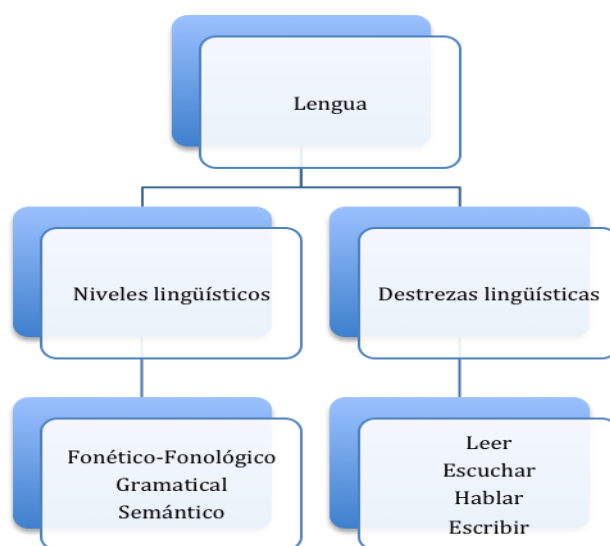 Lengua
Niveles lingüísticos
Destrezas lingüísticas
Fonético-Fonológico
Gramatical
Semántico
Leer
Escuchar
Hablar
Escribir